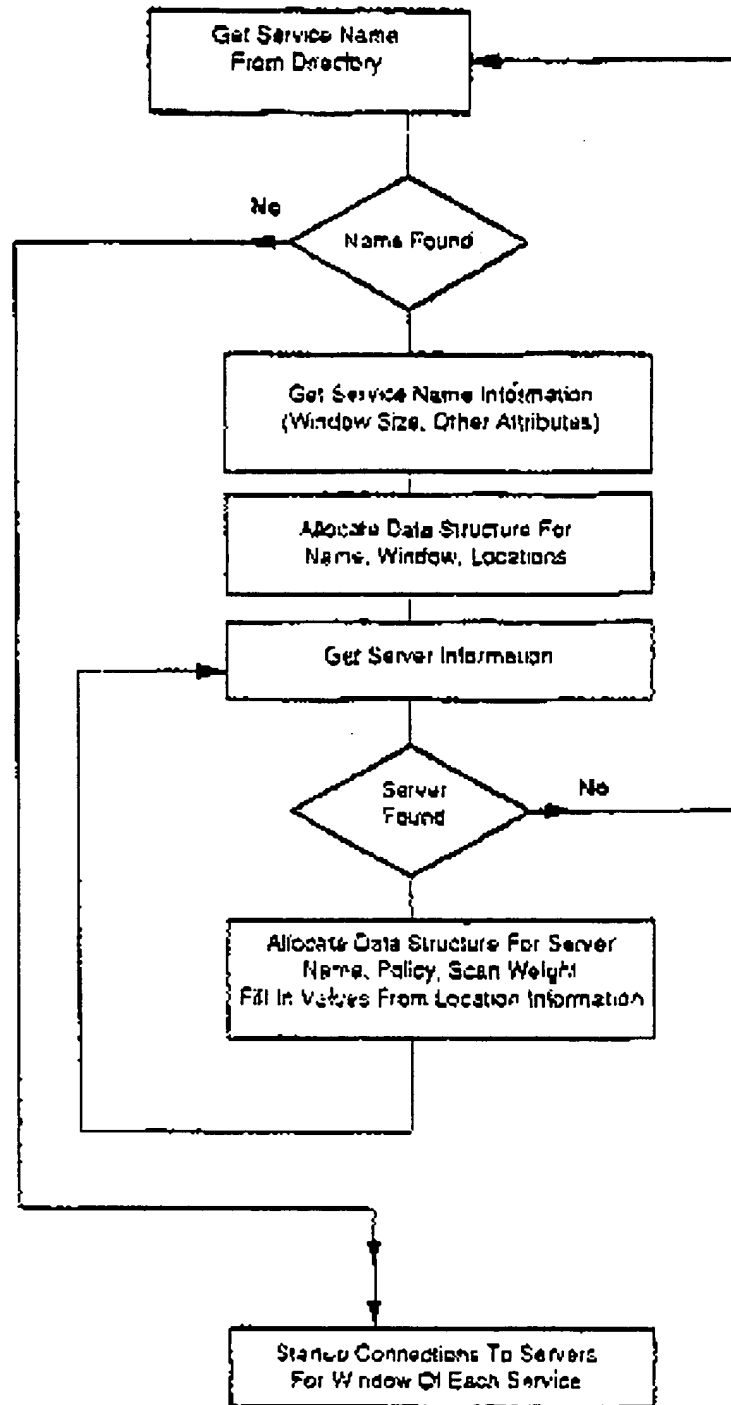 Get Service Name
From Directory
No
Name Found
Get Service Name Information
(Window Size, Other Attributes)
Allocate Data Structure For
Name, Window, Locations
Get Server Information
Server
Found
No
Allocate Data Structure For Server
Name, Policy, Scan Weight
Fill In Values From Location Information
Startup Connections To Servers
For Window Of Each Service